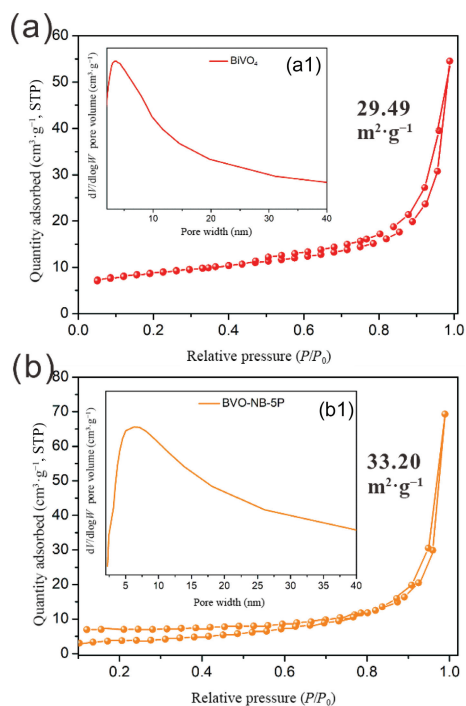 (a)
60
50
40
30
20
10
0
Quantity adsorbed (cm³·g⁻¹, STP)
BiVO₄
(a1)
dV/dlogW pore volume (cm³·g⁻¹)
10 20 30 40
Pore width (nm)
29.49
m²·g⁻¹
0.0 0.2 0.4 0.6 0.8 1.0
Relative pressure (P/P₀)
(b)
80
70
60
50
40
30
20
10
0
Quantity adsorbed (cm³·g⁻¹, STP)
BVO-NB-5P
(b1)
dV/dlogW pore volume (cm³·g⁻¹)
5 10 15 20 25 30 35 40
Pore width (nm)
33.20
m²·g⁻¹
0.2 0.4 0.6 0.8 1.0
Relative pressure (P/P₀)